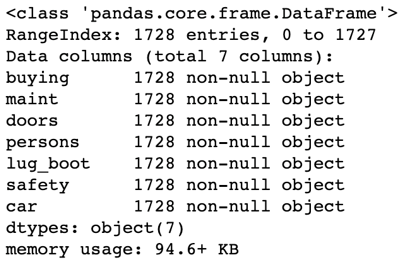 <class 'pandas.core.frame.DataFrame'>
RangeIndex: 1728 entries, 0 to 1727
Data columns (total 7 columns):
buying      1728 non-null object
maint       1728 non-null object
doors       1728 non-null object
persons     1728 non-null object
lug_boot    1728 non-null object
safety      1728 non-null object
car         1728 non-null object
dtypes: object(7)
memory usage: 94.6+ KB